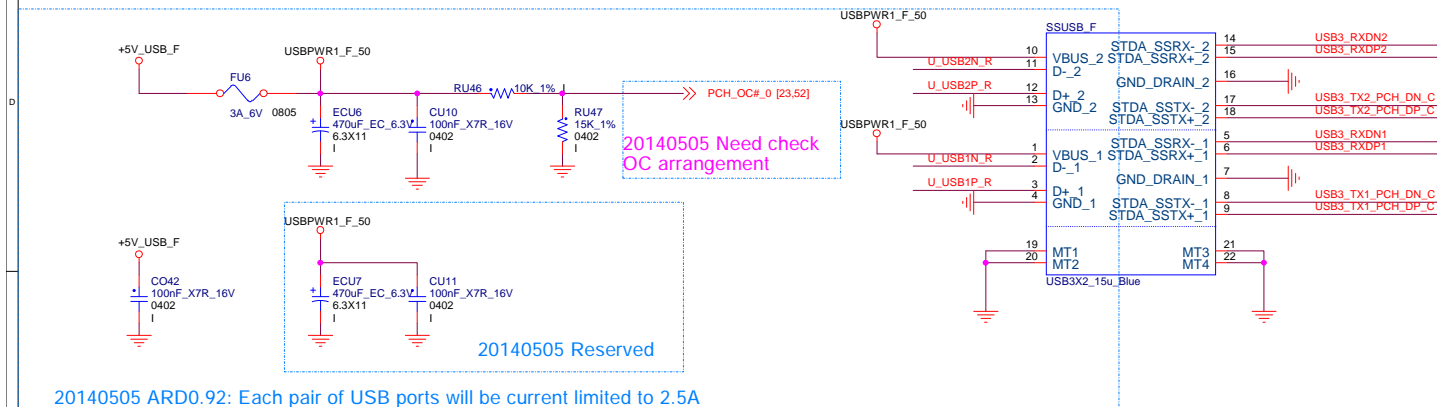 +5V_USB_F
USBPWR1_F_50
FU6
3A_6V 0805
ECU6
470uF_EC_6.3V
6.3X11
I
CU10
100nF_X7R_16V
0402
I
RU46 10K_1%
RU47
15K_1%
0402
PCH_OC#_0 [23,52]
20140505 Need check
OC arrangement
+5V_USB_F
CO42
100nF_X7R_16V
0402
I
USBPWR1_F_50
ECU7
470uF_EC_6.3V
6.3X11
I
CU11
100nF_X7R_16V
0402
I
20140505 Reserved
20140505 ARD0.92: Each pair of USB ports will be current limited to 2.5A
D
USBPWR1_F_50
SSUSB_F
U_USB2N_R
U_USB2P_R
10 VBUS_2
11 D-_2
12 D+_2
13 GND_2
STDA_SSRX-_2 14 USB3_RXDN2
STDA_SSRX+_2 15 USB3_RXDP2
GND_DRAIN_2 16
STDA_SSTX-_2 17 USB3_TX2_PCH_DN_C
STDA_SSTX+_2 18 USB3_TX2_PCH_DP_C
USBPWR1_F_50
U_USB1N_R
U_USB1P_R
1 VBUS_1
2 D-_1
3 D+_1
4 GND_1
STDA_SSRX-_1 5 USB3_RXDN1
STDA_SSRX+_1 6 USB3_RXDP1
GND_DRAIN_1 7
STDA_SSTX-_1 8 USB3_TX1_PCH_DN_C
STDA_SSTX+_1 9 USB3_TX1_PCH_DP_C
19 MT1
20 MT2
MT3 21
MT4 22
USB3X2_15u_Blue